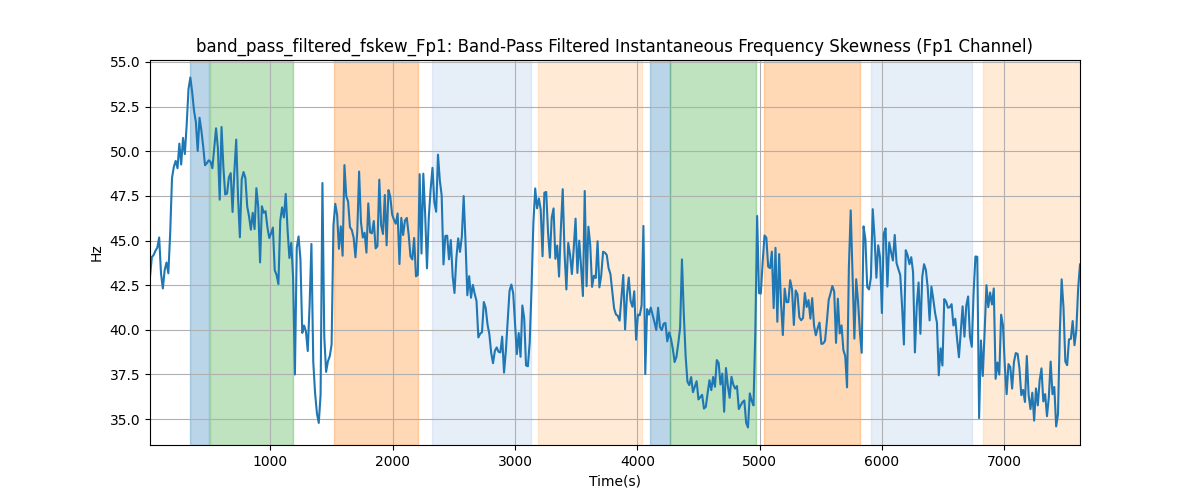 band_pass_filtered_fskew_Fp1: Band-Pass Filtered Instantaneous Frequency Skewness (Fp1 Channel)
55.0
52.5
50.0
47.5
45.0
42.5
40.0
37.5
35.0
Hz
1000 2000 3000 4000 5000 6000 7000
Time(s)